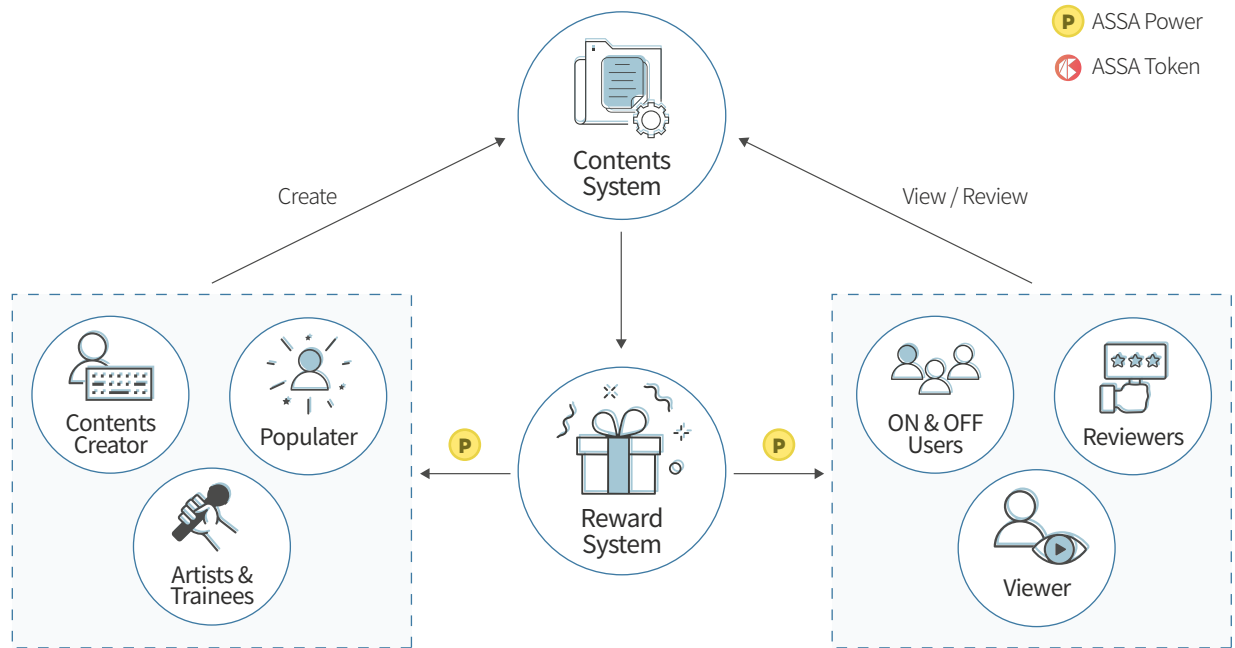 P ASSA Power
ASSA Token
Contents
System
Create
View / Review
Contents
Creator
Populater
Artists &
Trainees
P
Reward
System
P
ON & OFF
Users
Reviewers
Viewer